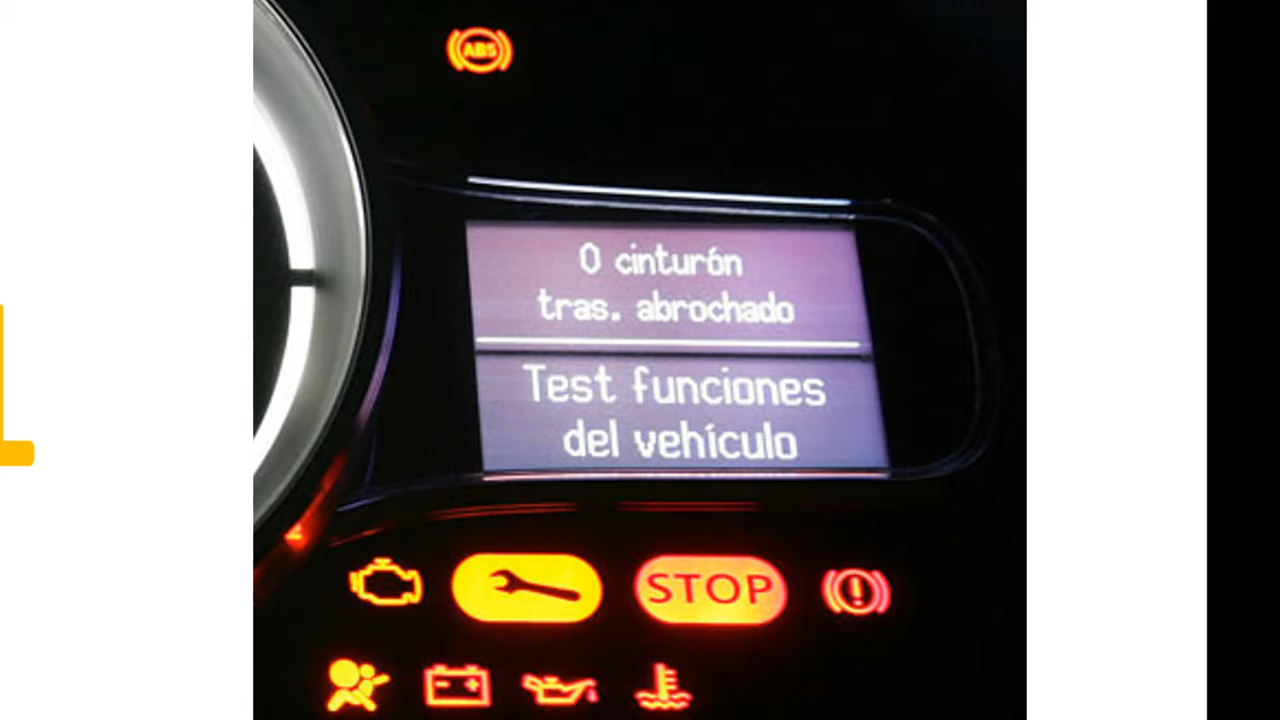 ABS
0 cinturón
tras. abrochado
Test funciones
del vehículo
STOP